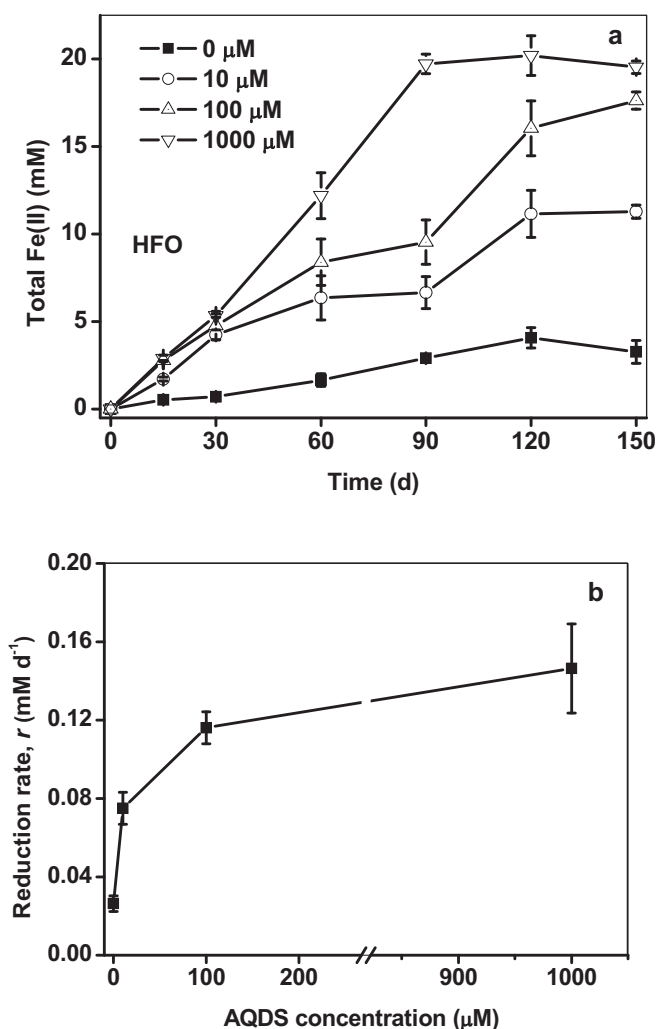 a
0 μM
10 μM
100 μM
1000 μM
HFO
Total Fe(II) (mM)
20
15
10
5
0
0 30 60 90 120 150
Time (d)
b
Reduction rate, r (mM d⁻¹)
0.20
0.16
0.12
0.08
0.04
0.00
0 100 200 900 1000
AQDS concentration (μM)